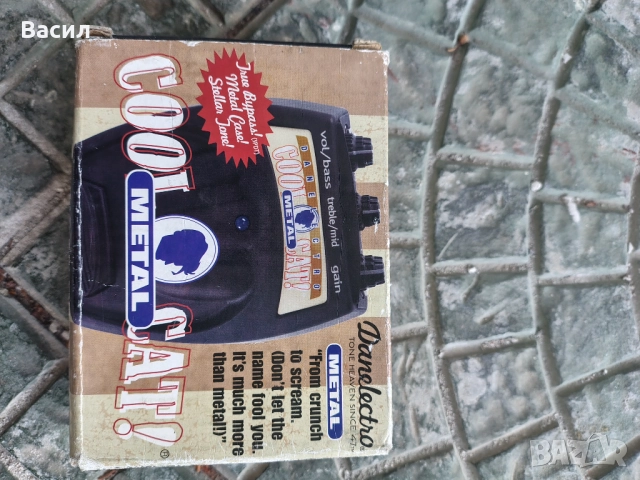 Васил
True Bypass! (WPDT)
Metal Case!
Stellar Tone!
COOL CAT!
METAL
®
DANELECTRO
COOL CAT!
METAL
vol/bass
treble/mid
gain
Danelectro
TONE HEAVEN SINCE '47
METAL
"From crunch
to scream.
(Don't let the
name fool you.
It's much more
than metal!)"
BAZAR